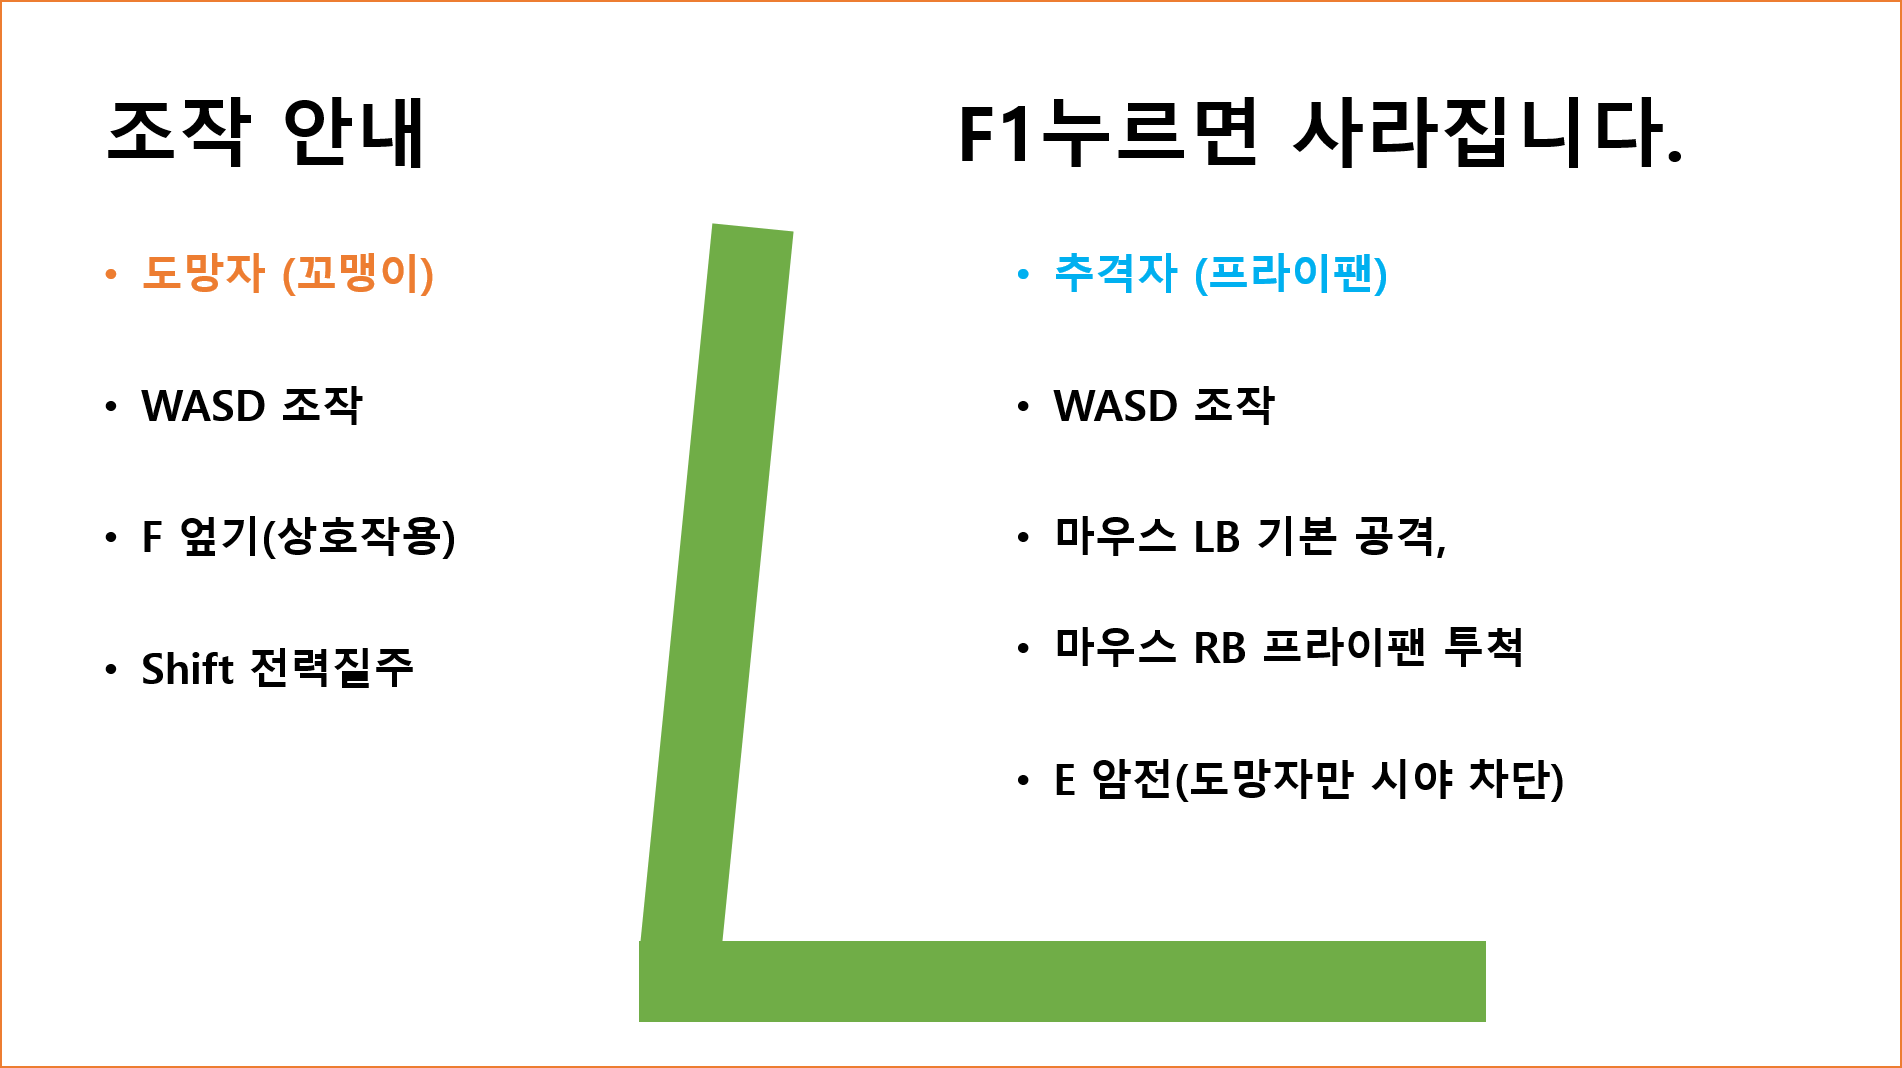 조작 안내
F1누르면 사라집니다.
• 도망자 (꼬맹이)
• WASD 조작
• F 엎기(상호작용)
• Shift 전력질주
• 추격자 (프라이팬)
• WASD 조작
• 마우스 LB 기본 공격,
• 마우스 RB 프라이팬 투척
• E 암전(도망자만 시야 차단)